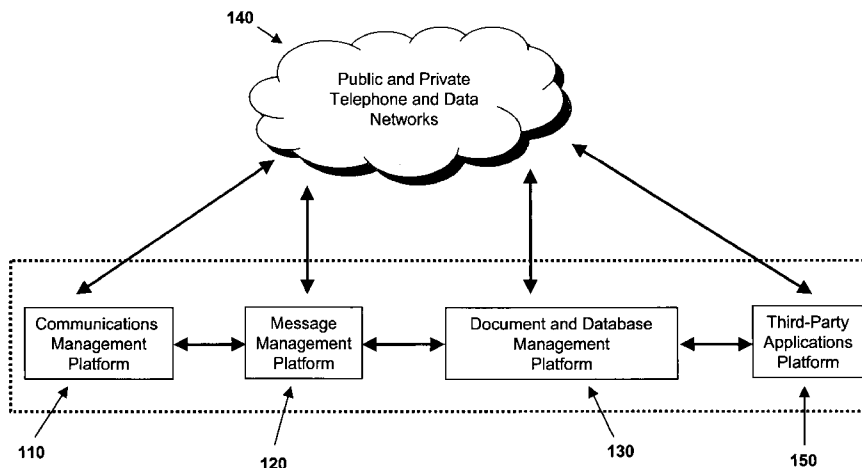 140
Public and Private
Telephone and Data
Networks
Communications
Management
Platform
Message
Management
Platform
Document and Database
Management
Platform
Third-Party
Applications
Platform
110
120
130
150